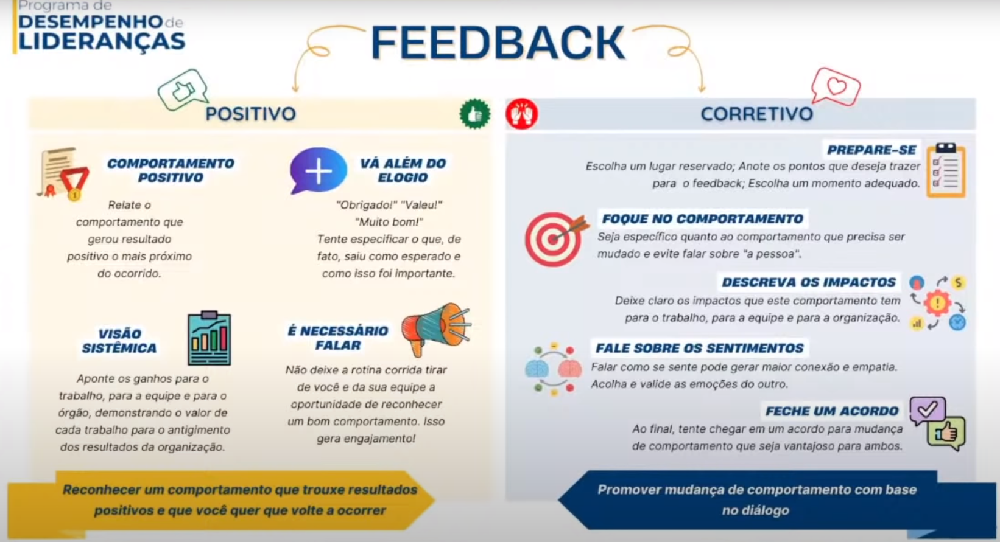 Programa de
DESEMPENHO de
LIDERANÇAS
FEEDBACK
POSITIVO
COMPORTAMENTO
POSITIVO
Relate o
comportamento que
gerou resultado
positivo o mais próximo
do ocorrido.
VÁ ALÉM DO
ELOGIO
"Obrigado!" "Valeu!"
"Muito bom!"
Tente especificar o que, de
fato, saiu como esperado e
como isso foi importante.
VISÃO
SISTÊMICA
Aponte os ganhos para o
trabalho, para a equipe e para o
órgão, demonstrando o valor de
cada trabalho para o antigimento
dos resultados da organização.
É NECESSÁRIO
FALAR
Não deixe a rotina corrida tirar
de você e da sua equipe a
oportunidade de reconhecer
um bom comportamento. Isso
gera engajamento!
Reconhecer um comportamento que trouxe resultados
positivos e que você quer que volte a ocorrer
CORRETIVO
PREPARE-SE
Escolha um lugar reservado; Anote os pontos que deseja trazer
para o feedback; Escolha um momento adequado.
FOQUE NO COMPORTAMENTO
Seja específico quanto ao comportamento que precisa ser
mudado e evite falar sobre "a pessoa".
DESCREVA OS IMPACTOS
Deixe claro os impactos que este comportamento tem
para o trabalho, para a equipe e para a organização.
FALE SOBRE OS SENTIMENTOS
Falar como se sente pode gerar maior conexão e empatia.
Acolha e valide as emoções do outro.
FECHE UM ACORDO
Ao final, tente chegar em um acordo para mudança
de comportamento que seja vantajoso para ambos.
Promover mudança de comportamento com base
no diálogo